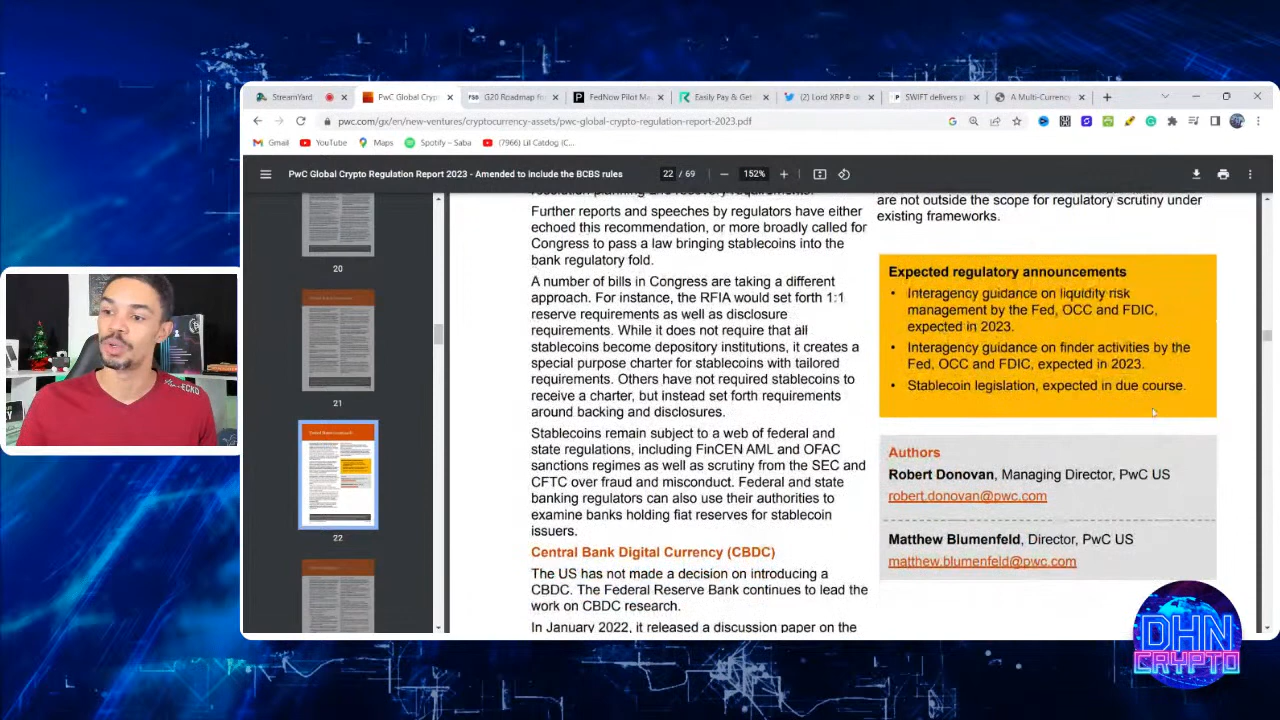 StreamYard
PwC Global Cryp
G20 Roadmap fr
FedNow Pilot Ma
Easily Pay & Get
(2) Lord XRP
SWIFT delivers p
A Multi-Currency
pwc.com/gx/en/new-ventures/cryptocurrency-assets/pwc-global-crypto-regulation-report-2023.pdf
Gmail
YouTube
Maps
Spotify – Saba
(7966) Lil Catdog (C...
PwC Global Crypto Regulation Report 2023 - Amended to include the BCBS rules
22 / 69
152%
20
21
22
Further reports and speeches by regulators have either
echoed this recommendation, or more broadly called for
Congress to pass a law bringing stablecoins into the
bank regulatory fold.
A number of bills in Congress are taking a different
approach. For instance, the RFIA would set forth 1:1
reserve requirements as well as disclosure
requirements. While it does not require that all
stablecoins become depository institutions, it creates a
special purpose charter for stablecoins with tailored
requirements. Others have not required stablecoins to
receive a charter, but instead set forth requirements
around backing and disclosures.
Stablecoins remain subject to a web of federal and
state regulations, including FinCEN AML and OFAC
sanctions regimes as well as action from the SEC and
CFTC over fraud and misconduct. Federal and state
banking regulators can also use their authorities to
examine banks holding fiat reserves for stablecoin
issuers.
Central Bank Digital Currency (CBDC)
The US has not made a decision on introducing a
CBDC. The Federal Reserve Bank continues to lead the
work on CBDC research.
In January 2022, it released a discussion paper on the
are not outside the scope for regulatory scrutiny under
existing frameworks.
Expected regulatory announcements
• Interagency guidance on liquidity risk
management by the Fed, OCC and FDIC,
expected in 2023.
• Interagency guidance on finder activities by the
Fed, OCC and FDIC, expected in 2023.
• Stablecoin legislation, expected in due course.
Authors
Robert Donovan, Managing Director, PwC US
robert.donovan@pwc.com
Matthew Blumenfeld, Director, PwC US
matthew.blumenfeld@pwc.com
DHN
CRYPTO